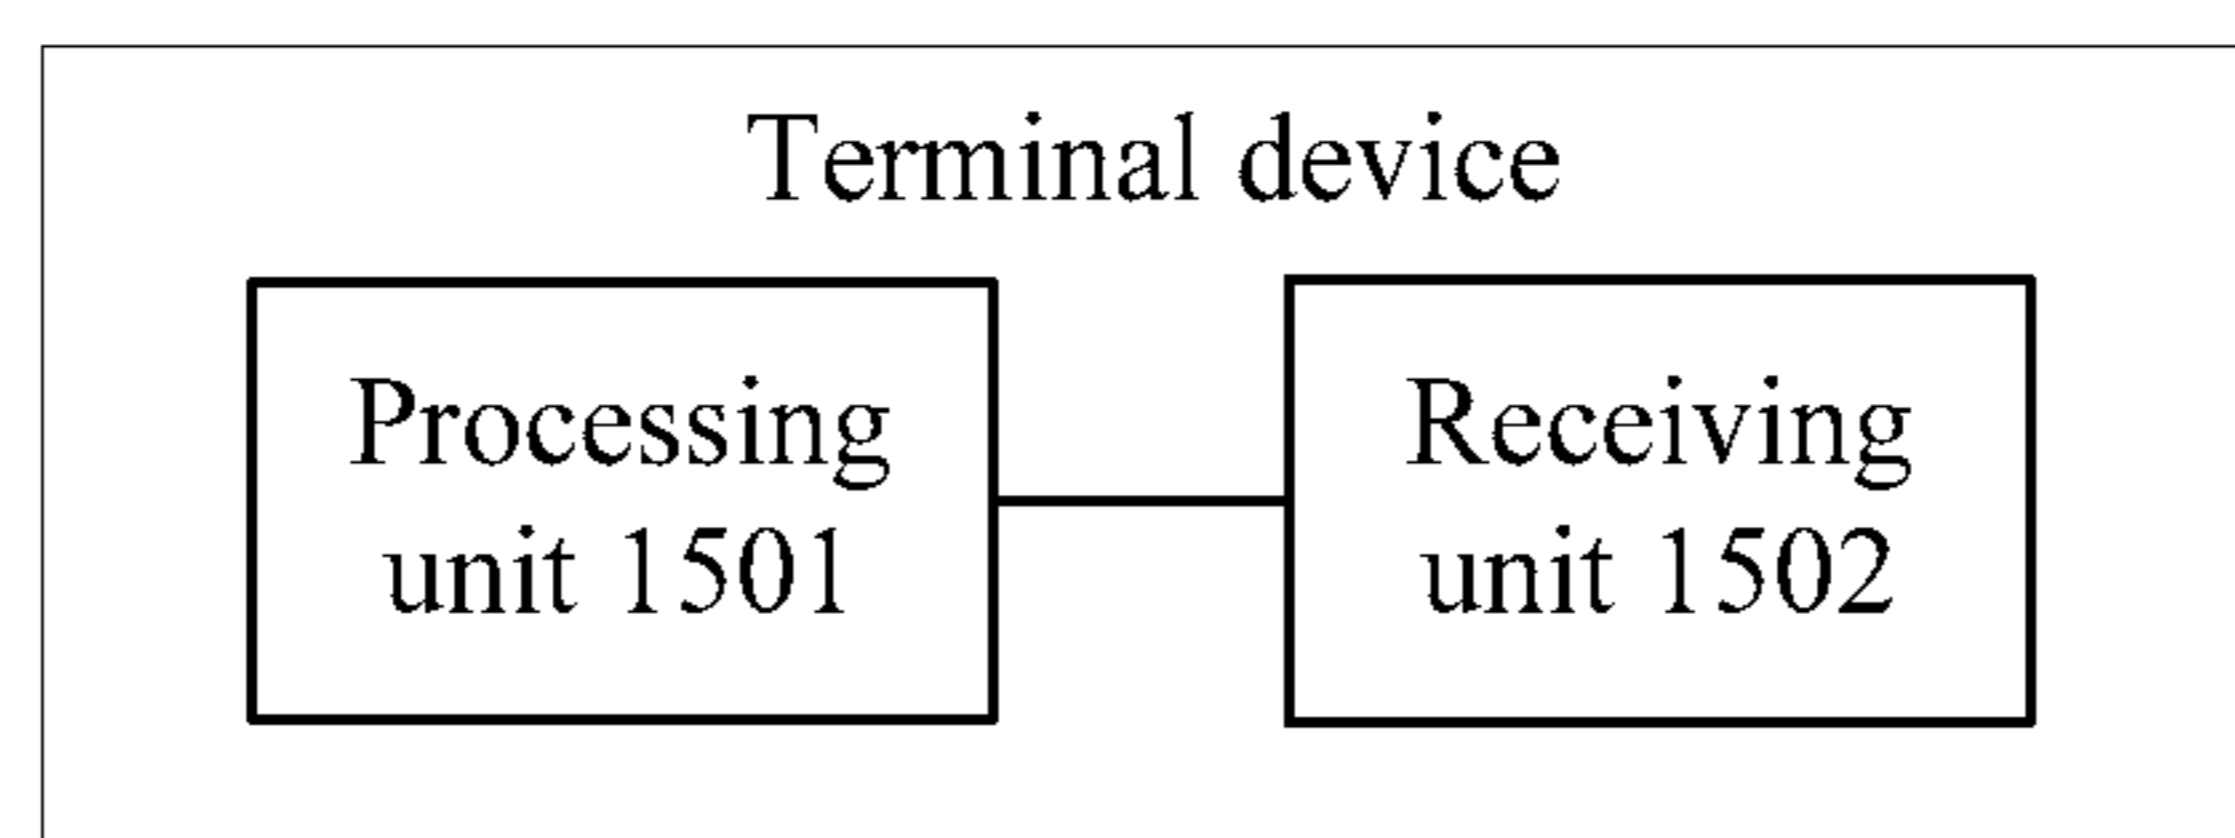 Terminal device
Processing
unit 1501
Receiving
unit 1502